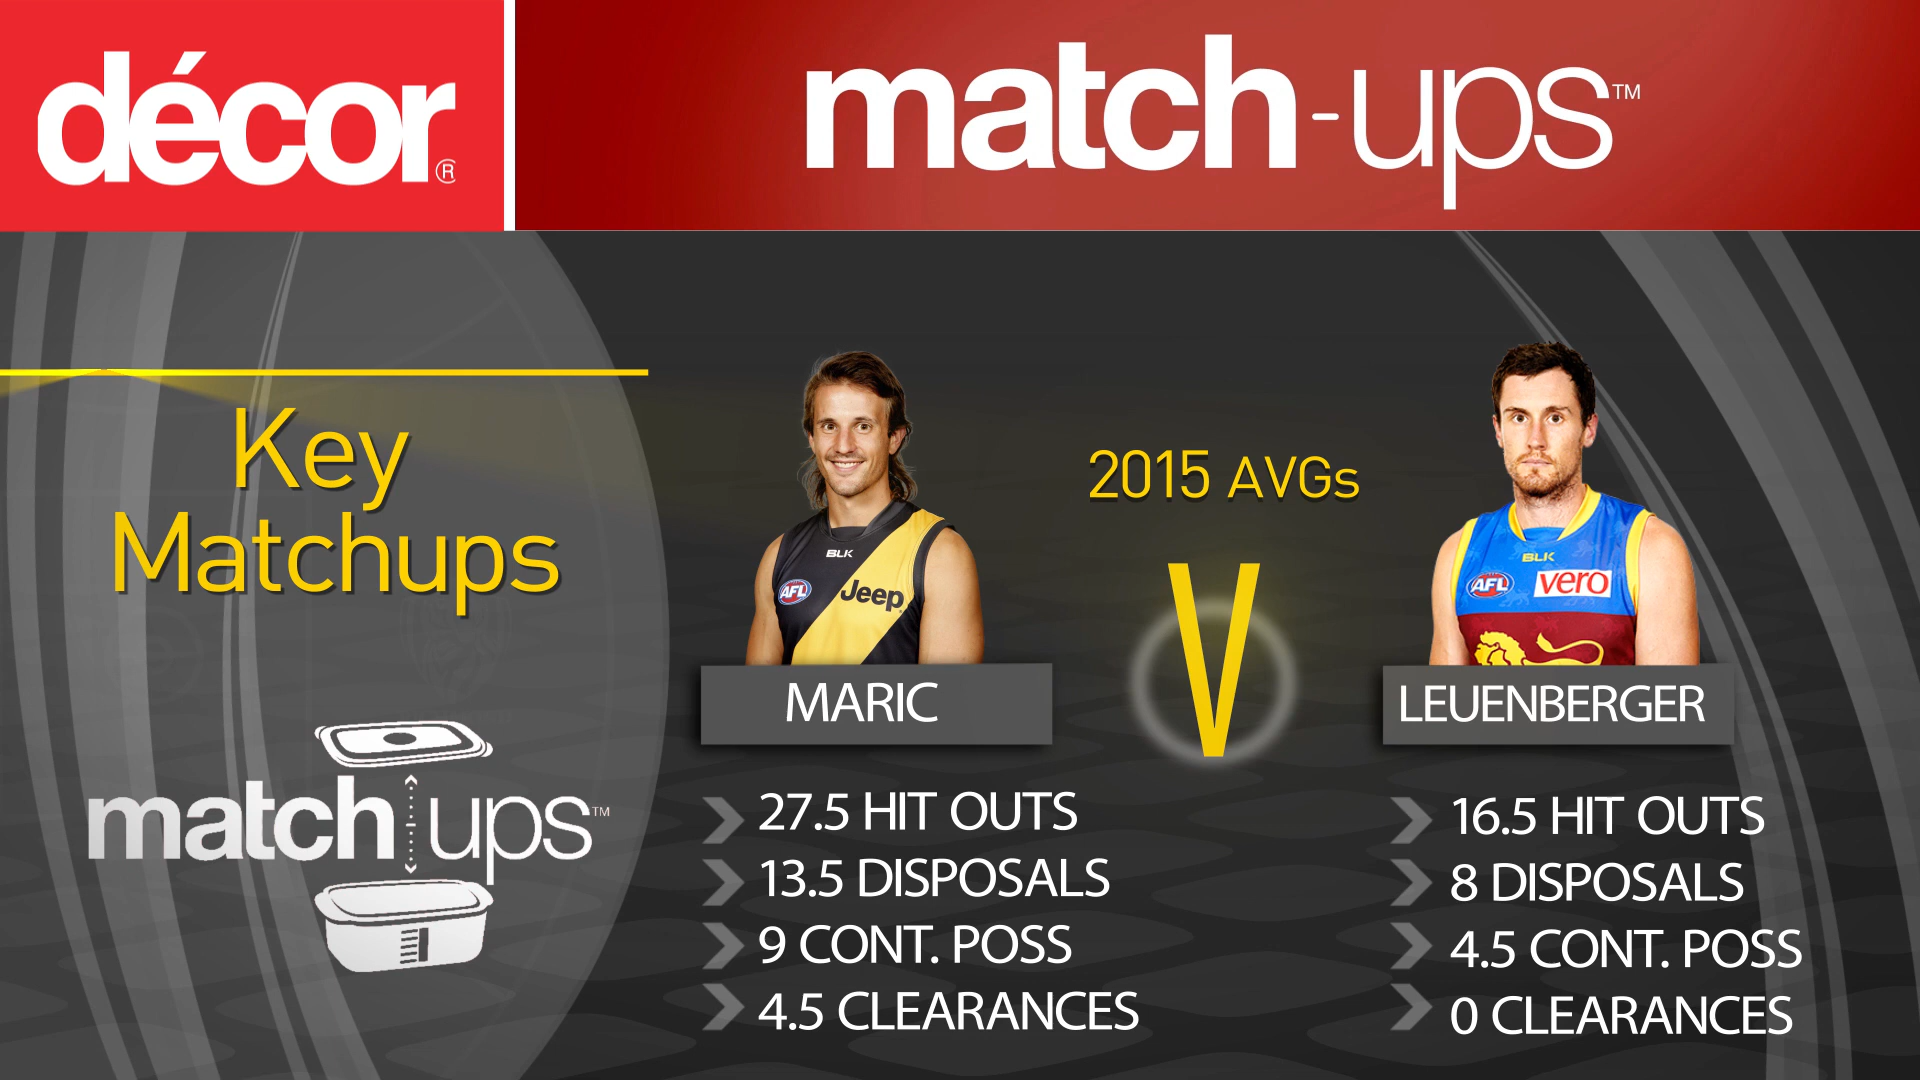 décor®
match-ups™
Key
Matchups
match ups™
2015 AVGs
V
BLK
AFL
Jeep
BLK
AFL
vero
MARIC
LEUENBERGER
27.5 HIT OUTS
13.5 DISPOSALS
9 CONT. POSS
4.5 CLEARANCES
16.5 HIT OUTS
8 DISPOSALS
4.5 CONT. POSS
0 CLEARANCES